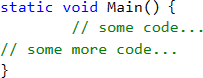 static void Main() {
        // some code...
// some more code...
}